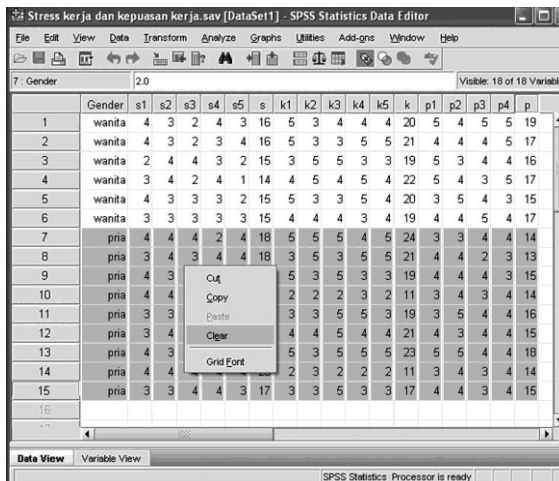 Stress kerja dan kepuasan kerja.sav [DataSet1] - SPSS Statistics Data Editor
File Edit View Data Transform Analyze Graphs Utilities Add-ons Window Help
7 : Gender 2.0 Visible: 18 of 18 Variabl
Gender s1 s2 s3 s4 s5 s k1 k2 k3 k4 k5 k p1 p2 p3 p4 p
1 wanita 4 3 2 4 3 16 5 3 4 4 4 20 5 4 5 5 19
2 wanita 4 3 2 3 4 16 5 3 3 5 5 21 4 4 4 5 17
3 wanita 2 4 4 3 2 15 3 5 5 3 3 19 5 3 4 4 16
4 wanita 3 4 2 4 1 14 4 5 4 5 4 22 5 4 3 5 17
5 wanita 4 3 3 3 2 15 5 3 3 5 4 20 3 5 4 3 15
6 wanita 3 3 3 3 3 15 4 4 4 3 4 19 4 4 5 4 17
7 pria 4 4 4 2 4 18 5 5 5 4 5 24 3 3 4 4 14
8 pria 4 3 4 3 4 18 3 5 3 5 5 21 4 4 2 3 13
9 pria 4 3 5 3 5 3 3 19 4 4 4 3 15
10 pria 4 4 2 2 3 2 11 3 4 3 4 14
11 pria 3 3 3 3 5 5 3 19 3 5 4 4 16
12 pria 3 4 4 4 5 4 4 21 4 3 4 4 15
13 pria 4 3 5 3 5 5 5 23 5 5 4 4 18
14 pria 4 4 3 2 2 2 11 3 4 3 4 14
15 pria 3 3 4 4 3 17 3 3 5 3 3 17 4 4 3 4 15
16
Cut
Copy
Paste
Clear
Grid Font
Data View Variable View
SPSS Statistics Processor is ready